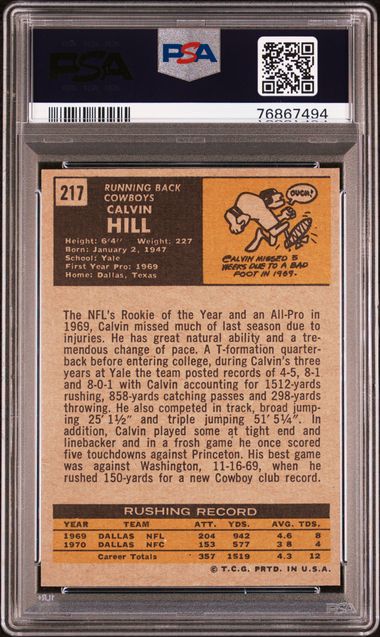 PSA
PSA
76867494
217
RUNNING BACK
COWBOYS
CALVIN
HILL
Height: 6'4" Weight: 227
Born: January 2, 1947
School: Yale
First Year Pro: 1969
Home: Dallas, Texas
OUCH!
CALVIN MISSED 5
WEEKS DUE TO A BAD
FOOT IN 1969.
The NFL's Rookie of the Year and an All-Pro in
1969, Calvin missed much of last season due to
injuries. He has great natural ability and a tre-
mendous change of pace. A T-formation quarter-
back before entering college, during Calvin's three
years at Yale the team posted records of 4-5, 8-1
and 8-0-1 with Calvin accounting for 1512-yards
rushing, 858-yards catching passes and 298-yards
throwing. He also competed in track, broad jump-
ing 25' 1½" and triple jumping 51' 5¼". In
addition, Calvin played some at tight end and
linebacker and in a frosh game he once scored
five touchdowns against Princeton. His best game
was against Washington, 11-16-69, when he
rushed 150-yards for a new Cowboy club record.
RUSHING RECORD
YEAR TEAM ATT. YDS. AVG. TDS
1969 DALLAS NFL 204 942 4.6 8
1970 DALLAS NFC 153 577 3 8 4
Career Totals 357 1519 4.3 12
© T.C.G. PRTD. IN U.S.A.